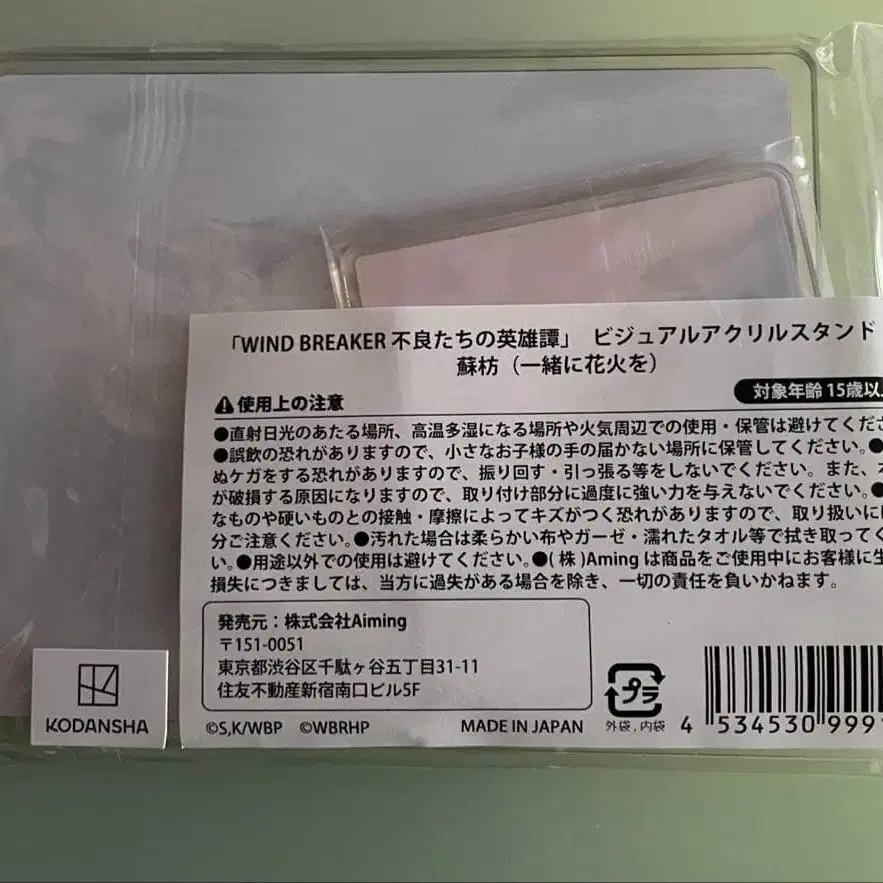 「WIND BREAKER 不良たちの英雄譚」 ビジュアルアクリルスタンド
蘇枋（一緒に花火を）
使用上の注意
対象年齢 15歳以
●直射日光のあたる場所、高温多湿になる場所や火気周辺での使用・保管は避けてくださ
●誤飲の恐れがありますので、小さなお子様の手の届かない場所に保管してください。●
ぬケガをする恐れがありますので、振り回す・引っ張る等をしないでください。また、
が破損する原因になりますので、取り付け部分に過度に強い力を与えないでください。●
なものや硬いものとの接触・摩擦によってキズがつく恐れがありますので、取り扱いに
分ご注意ください。●汚れた場合は柔らかい布やガーゼ・濡れたタオル等で拭き取ってく
い。●用途以外での使用は避けてください。●(株)Aiming は商品をご使用中にお客様に生
損失につきましては、当方に過失がある場合を除き、一切の責任を負いかねます。
発売元：株式会社Aiming
〒151-0051
東京都渋谷区千駄ヶ谷五丁目31-11
住友不動産新宿南口ビル5F
©S,K/WBP ©WBRHP MADE IN JAPAN
プラ
外袋,内袋
4 534530 999
KODANSHA